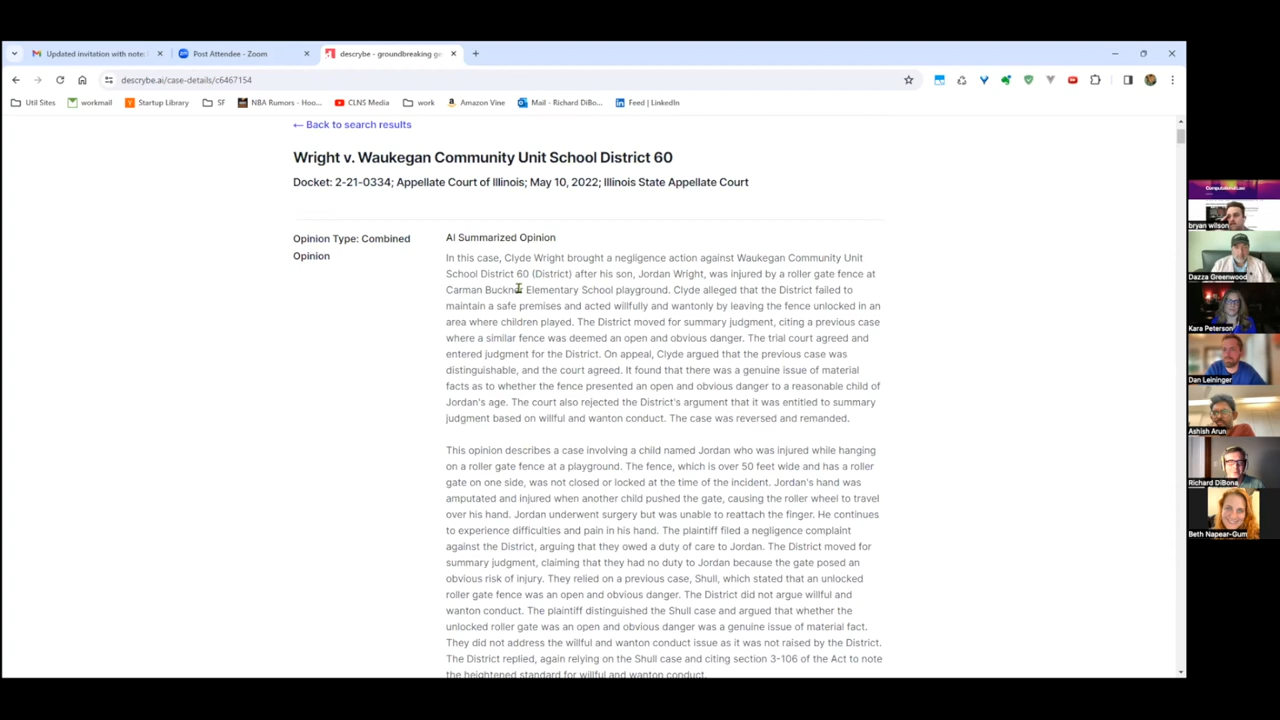 Updated invitation with note:
Post Attendee - Zoom
descrybe - groundbreaking ge
descrybe.ai/case-details/c6467154
Util Sites
workmail
Startup Library
SF
NBA Rumors - Hoo...
CLNS Media
work
Amazon Vine
Mail - Richard DiBo...
Feed | LinkedIn
← Back to search results
Wright v. Waukegan Community Unit School District 60
Docket: 2-21-0334; Appellate Court of Illinois; May 10, 2022; Illinois State Appellate Court
Opinion Type: Combined
Opinion
AI Summarized Opinion
In this case, Clyde Wright brought a negligence action against Waukegan Community Unit
School District 60 (District) after his son, Jordan Wright, was injured by a roller gate fence at
Carman Buckner Elementary School playground. Clyde alleged that the District failed to
maintain a safe premises and acted willfully and wantonly by leaving the fence unlocked in an
area where children played. The District moved for summary judgment, citing a previous case
where a similar fence was deemed an open and obvious danger. The trial court agreed and
entered judgment for the District. On appeal, Clyde argued that the previous case was
distinguishable, and the court agreed. It found that there was a genuine issue of material
facts as to whether the fence presented an open and obvious danger to a reasonable child of
Jordan's age. The court also rejected the District's argument that it was entitled to summary
judgment based on willful and wanton conduct. The case was reversed and remanded.
This opinion describes a case involving a child named Jordan who was injured while hanging
on a roller gate fence at a playground. The fence, which is over 50 feet wide and has a roller
gate on one side, was not closed or locked at the time of the incident. Jordan's hand was
amputated and injured when another child pushed the gate, causing the roller wheel to travel
over his hand. Jordan underwent surgery but was unable to reattach the finger. He continues
to experience difficulties and pain in his hand. The plaintiff filed a negligence complaint
against the District, arguing that they owed a duty of care to Jordan. The District moved for
summary judgment, claiming that they had no duty to Jordan because the gate posed an
obvious risk of injury. They relied on a previous case, Shull, which stated that an unlocked
roller gate fence was an open and obvious danger. The District did not argue willful and
wanton conduct. The plaintiff distinguished the Shull case and argued that whether the
unlocked roller gate was an open and obvious danger was a genuine issue of material fact.
They did not address the willful and wanton conduct issue as it was not raised by the District.
The District replied, again relying on the Shull case and citing section 3-106 of the Act to note
the heightened standard for willful and wanton conduct.
Computational Law
bryan wilson
Dazza Greenwood
Kara Peterson
Dan Leininger
Ashish Arun
Richard DiBona
Beth Napear-Gum